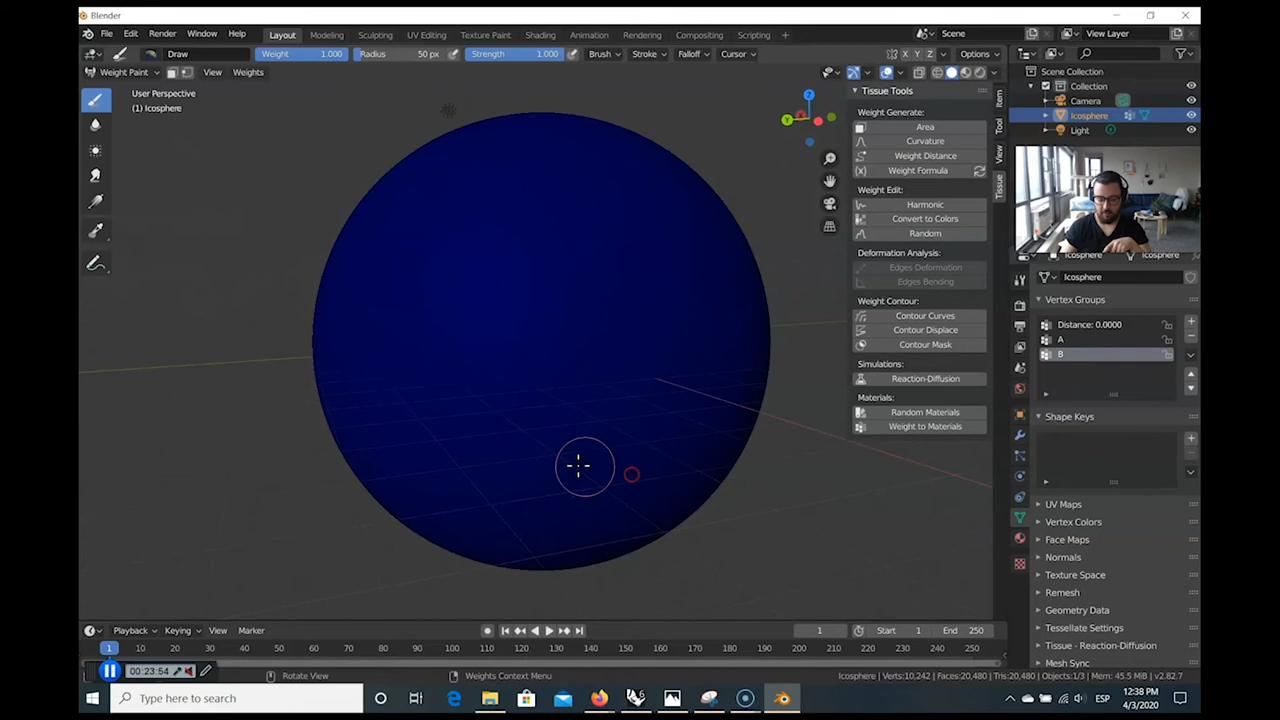 Blender
File Edit Render Window Help Layout Modeling Sculpting UV Editing Texture Paint Shading Animation Rendering Compositing Scripting + Scene View Layer
Draw Weight 1.000 Radius 50 px Strength 1.000 Brush Stroke Falloff Cursor X Y Z Options
Weight Paint View Weights
User Perspective
(1) Icosphere
Z
Y
Tissue Tools
Weight Generate:
Area
Curvature
Weight Distance
(x) Weight Formula
Weight Edit:
Harmonic
Convert to Colors
Random
Deformation Analysis:
Edges Deformation
Edges Bending
Weight Contour:
Contour Curves
Contour Displace
Contour Mask
Simulations:
Reaction-Diffusion
Materials:
Random Materials
Weight to Materials
Item
Tool
View
Tissue
Scene Collection
Collection
Camera
Icosphere
Light
Icosphere Icosphere
Icosphere
Vertex Groups
Distance: 0.0000
A
B
Shape Keys
UV Maps
Vertex Colors
Face Maps
Normals
Texture Space
Remesh
Geometry Data
Tessellate Settings
Tissue - Reaction-Diffusion
Mesh Sync
Playback Keying View Marker 1 Start 1 End 250
1 10 20 30 40 50 60 70 80 90 100 110 120 130 140 150 160 170 180 190 200 210 220 230 240 250
00:23:54
Rotate View Weights Context Menu Icosphere | Verts:10,242 | Faces:20,480 | Tris:20,480 | Objects:1/3 | Mem: 45.5 MiB | v2.82.7
Type here to search ESP 12:38 PM
4/3/2020